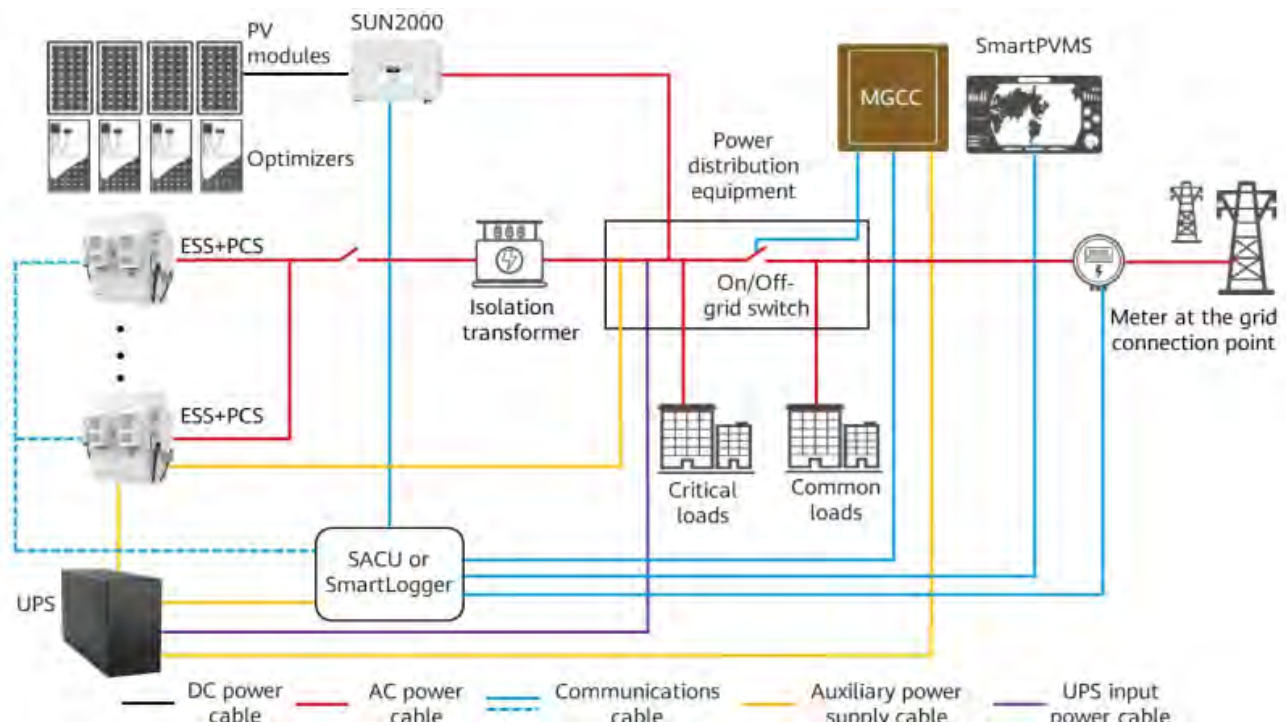 SUN2000
PV
modules
MGCC
SmartPVMS
Optimizers
Power
distribution
equipment
ESS+PCS
Isolation
transformer
On/Off-
grid switch
Meter at the grid
connection point
ESS+PCS
Critical
loads
Common
loads
SACU or
SmartLogger
UPS
DC power
cable
AC power
cable
Communications
cable
Auxiliary power
supply cable
UPS input
power cable